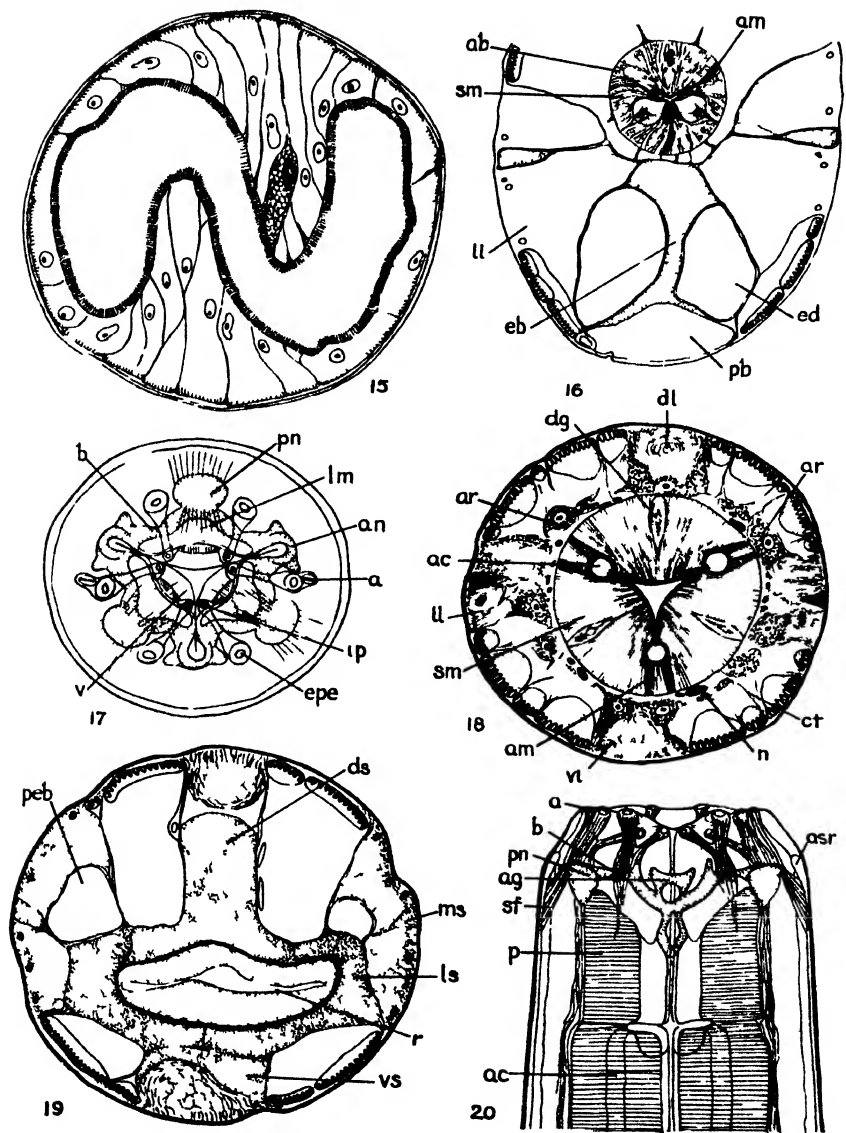 15
ab
am
sm
ll
eb
ed
pb
16
b
pn
lm
an
a
ip
epe
v
17
dg
dl
ar
ar
ac
ll
sm
am
vl
n
ct
18
peb
ds
ms
ls
r
vs
19
a
b
pn
ag
sf
p
ac
asr
20